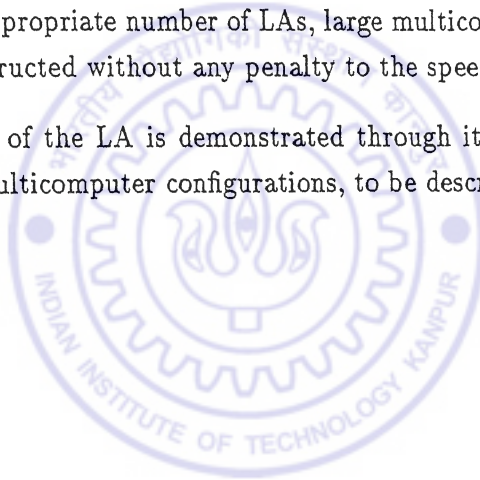 propriate number of LAs, large multico
ructed without any penalty to the spee
of the LA is demonstrated through it
ulticomputer configurations, to be descr
INDIAN INSTITUTE OF TECHNOLOGY KANPUR